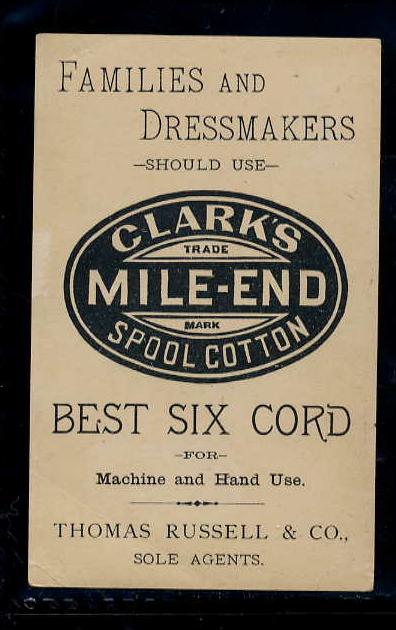 FAMILIES AND
DRESSMAKERS
—SHOULD USE—
CLARK'S
TRADE
MILE-END
MARK
SPOOL COTTON
BEST SIX CORD
—FOR—
Machine and Hand Use.
THOMAS RUSSELL & CO.,
SOLE AGENTS.